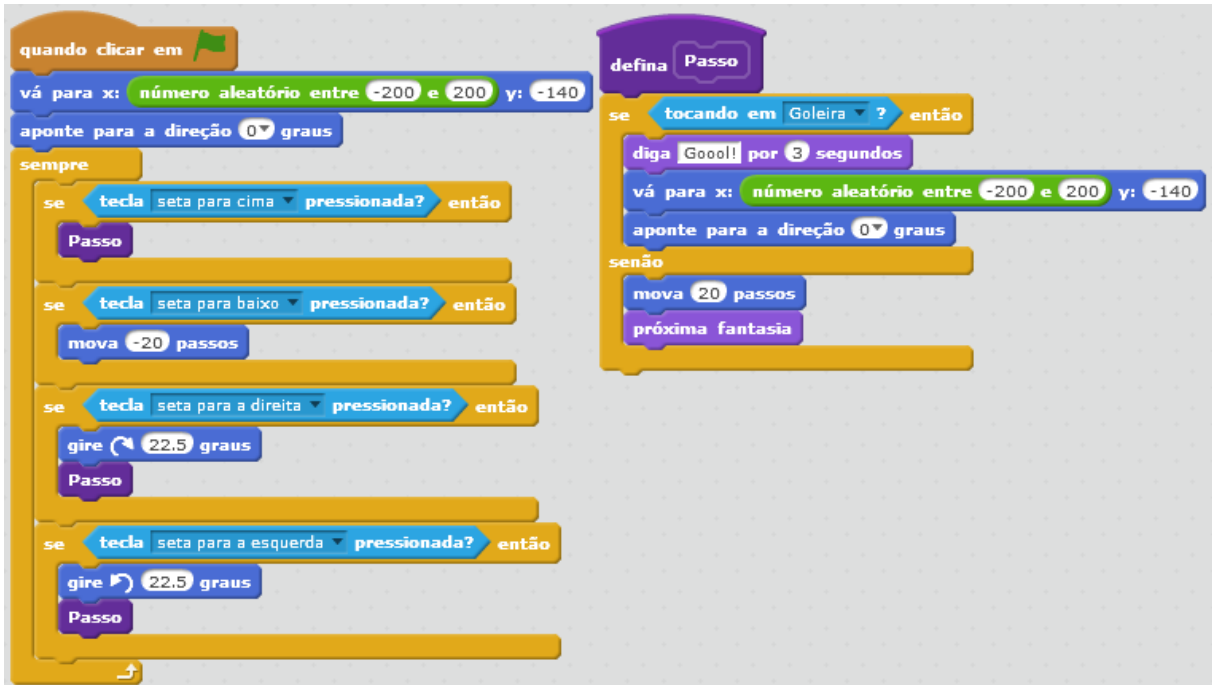 quando clicar em
vá para x: número aleatório entre -200 e 200 y: -140
aponte para a direção 0 graus
sempre
se tecla seta para cima pressionada? então
Passo
se tecla seta para baixo pressionada? então
mova -20 passos
se tecla seta para a direita pressionada? então
gire 22.5 graus
Passo
se tecla seta para a esquerda pressionada? então
gire 22.5 graus
Passo
defina Passo
se tocando em Goleira ? então
diga Goool! por 3 segundos
vá para x: número aleatório entre -200 e 200 y: -140
aponte para a direção 0 graus
senão
mova 20 passos
próxima fantasia